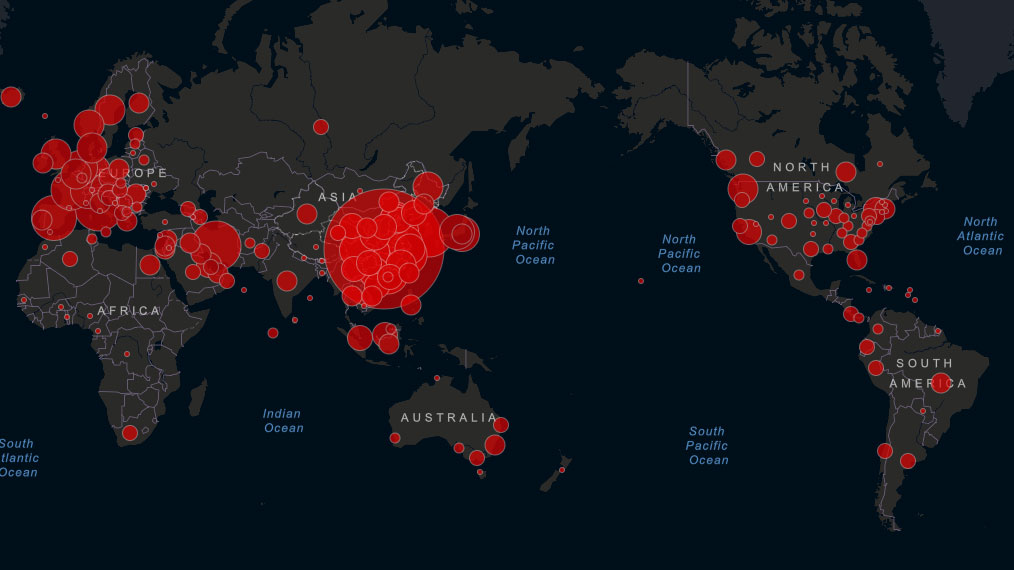 EUROPE
ASIA
NORTH
AMERICA
North
Pacific
Ocean
North
Pacific
Ocean
North
Atlantic
Ocean
AFRICA
SOUTH
AMERICA
AUSTRALIA
Indian
Ocean
South
tlantic
Ocean
South
Pacific
Ocean